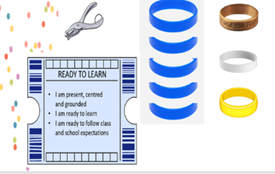 READY TO LEARN
• I am present, centred
and grounded
• I am ready to learn
• I am ready to follow class
and school expectations